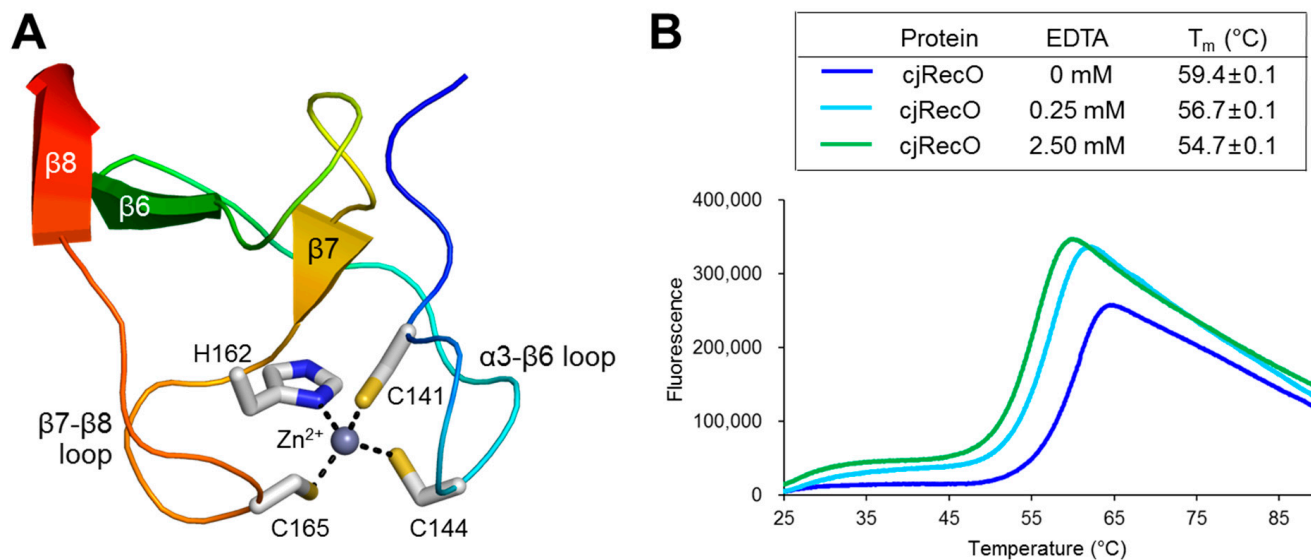 A
β8
β6
β7
H162
C141
α3-β6 loop
β7-β8
loop
Zn²⁺
C165
C144
B
Protein EDTA Tₘ (°C)
cjRecO 0 mM 59.4±0.1
cjRecO 0.25 mM 56.7±0.1
cjRecO 2.50 mM 54.7±0.1
400,000
300,000
200,000
100,000
0
Fluorescence
25 35 45 55 65 75 85
Temperature (°C)